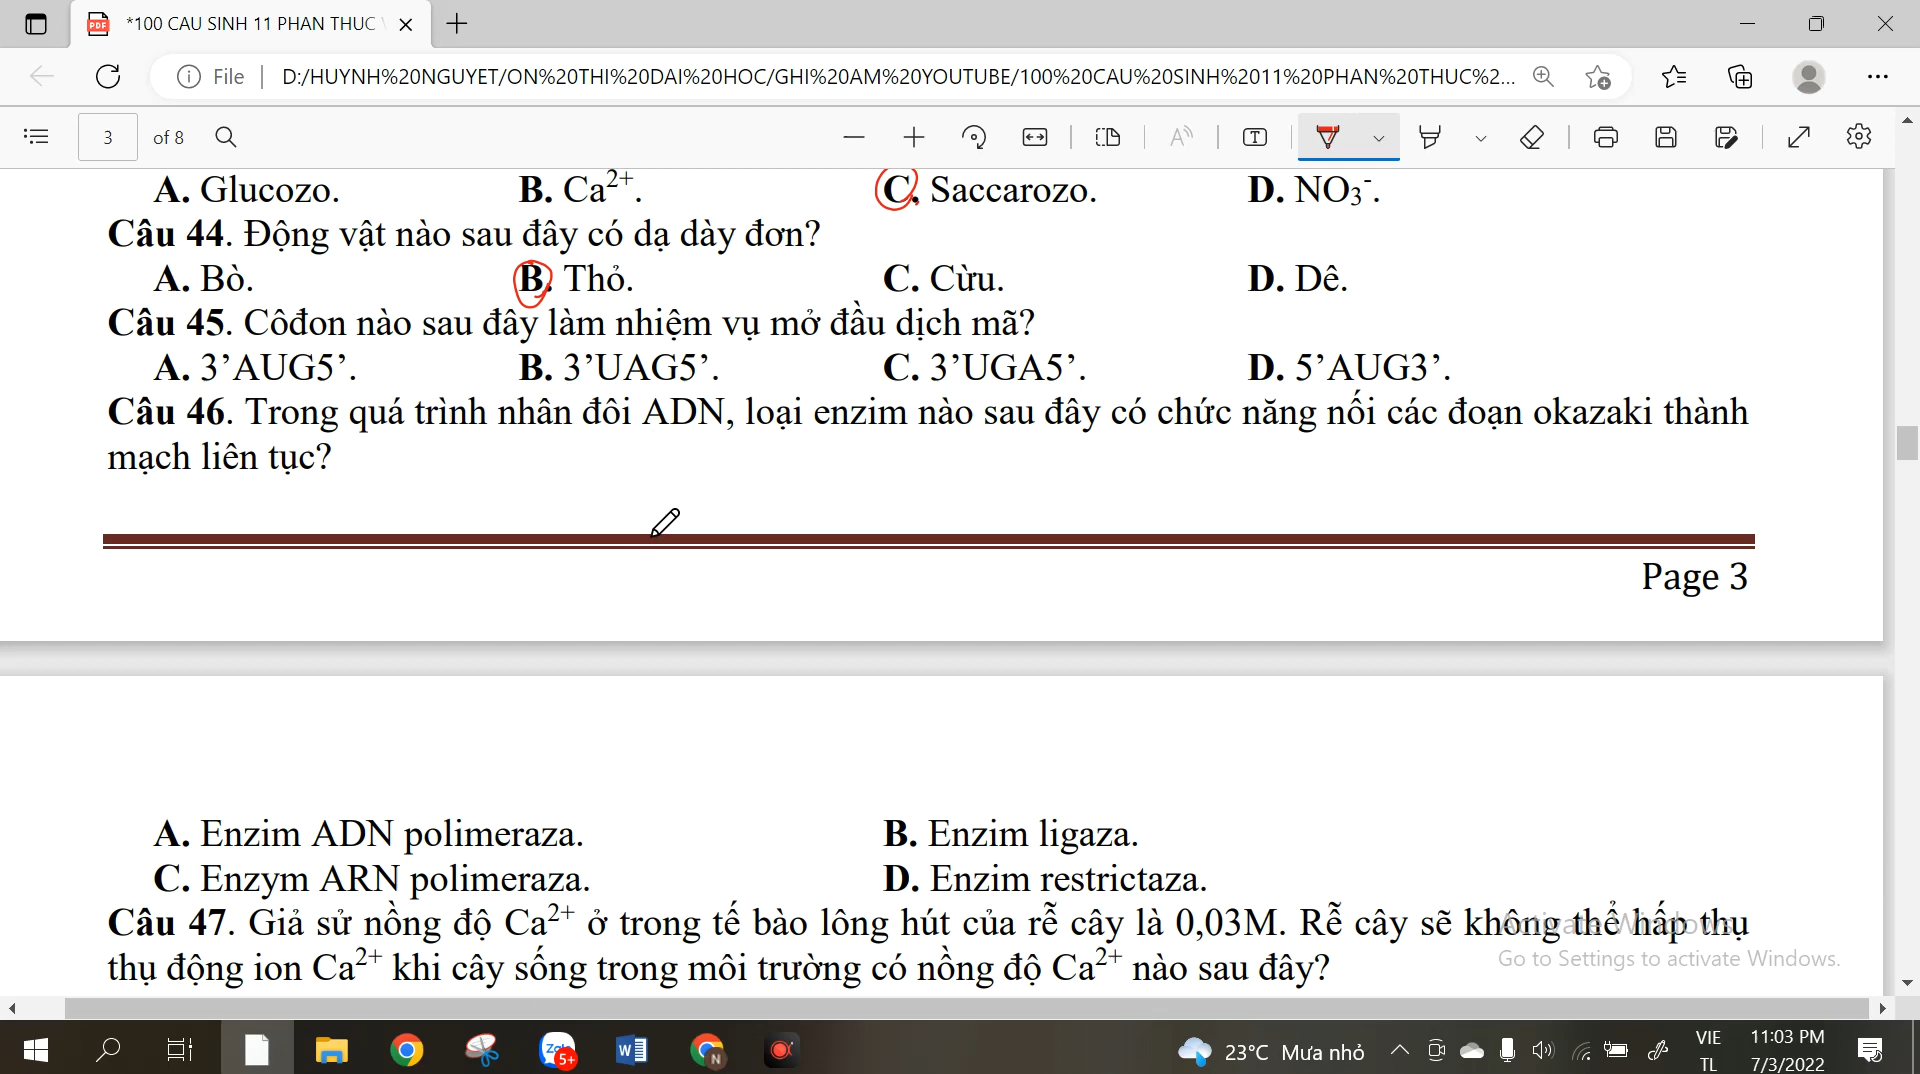 *100 CAU SINH 11 PHAN THUC
File
D:/HUYNH%20NGUYET/ON%20THI%20DAI%20HOC/GHI%20AM%20YOUTUBE/100%20CAU%20SINH%2011%20PHAN%20THUC%2...
3 of 8
A. Glucozo. B. Ca²⁺. C. Saccarozo. D. NO₃⁻.
Câu 44. Động vật nào sau đây có dạ dày đơn?
A. Bò. B. Thỏ. C. Cừu. D. Dê.
Câu 45. Côđon nào sau đây làm nhiệm vụ mở đầu dịch mã?
A. 3’AUG5’. B. 3’UAG5’. C. 3’UGA5’. D. 5’AUG3’.
Câu 46. Trong quá trình nhân đôi ADN, loại enzim nào sau đây có chức năng nối các đoạn okazaki thành
mạch liên tục?
Page 3
A. Enzim ADN polimeraza. B. Enzim ligaza.
C. Enzym ARN polimeraza. D. Enzim restrictaza.
Câu 47. Giả sử nồng độ Ca²⁺ ở trong tế bào lông hút của rễ cây là 0,03M. Rễ cây sẽ không thể hấp thụ
thụ động ion Ca²⁺ khi cây sống trong môi trường có nồng độ Ca²⁺ nào sau đây?
Activate Windows
Go to Settings to activate Windows.
23°C Mưa nhỏ
VIE
TL
11:03 PM
7/3/2022